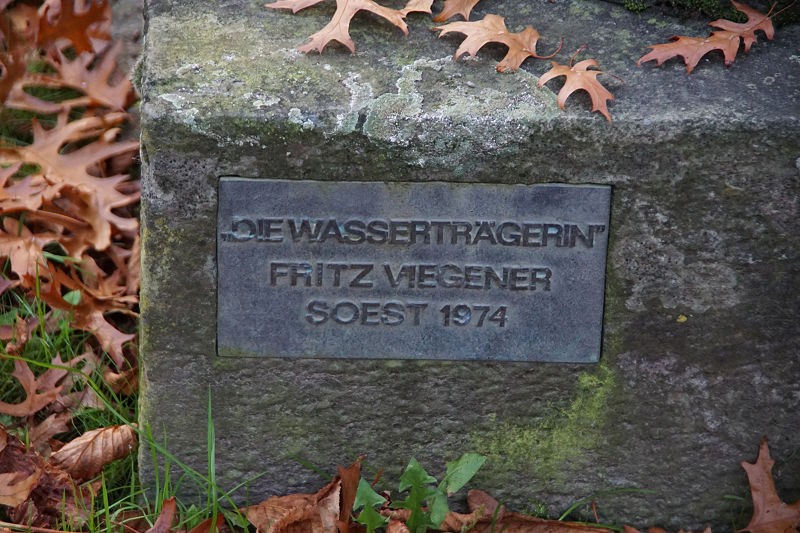 „DIE WASSERTRÄGERIN”
FRITZ VIEGENER
SOEST 1974